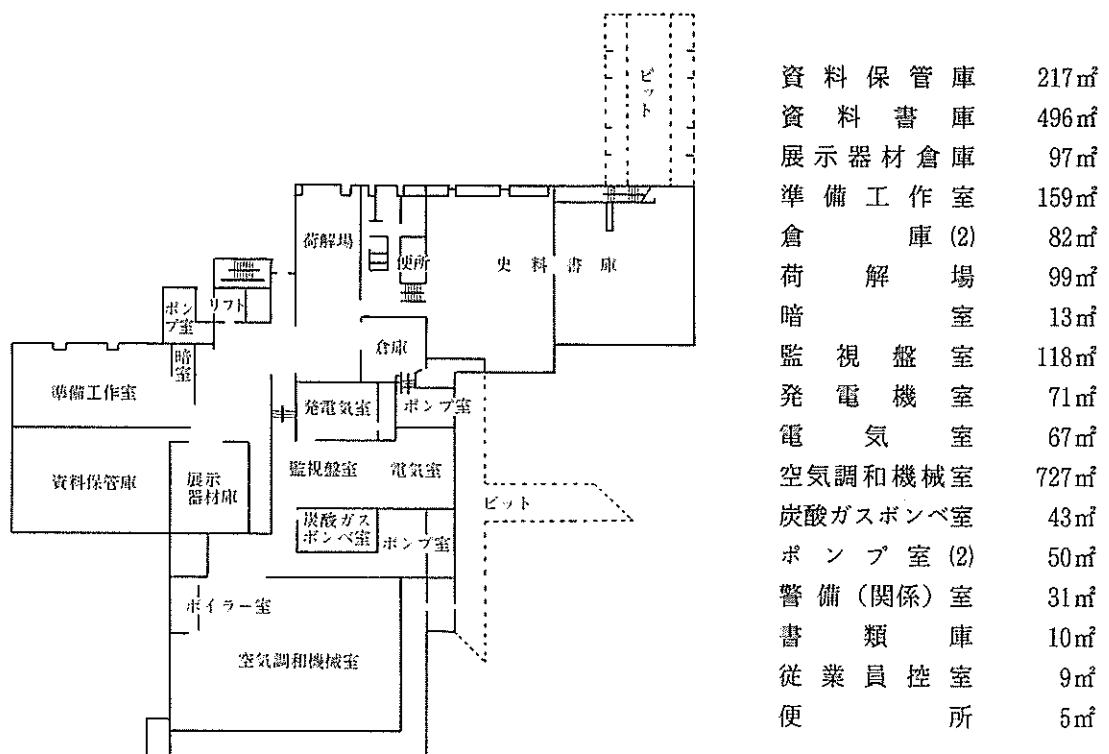 ピット
荷解場
便所
史料書庫
ポンプ室
リフト
暗室
倉庫
準備工作室
発電気室
ポンプ室
資料保管庫
展示
器材庫
監視盤室
電気室
ピット
炭酸ガス
ボンベ室
ポンプ室
ボイラー室
空気調和機械室
資料保管庫 217㎡
資料書庫 496㎡
展示器材倉庫 97㎡
準備工作室 159㎡
倉庫(2) 82㎡
荷解場 99㎡
暗室 13㎡
監視盤室 118㎡
発電機室 71㎡
電気室 67㎡
空気調和機械室 727㎡
炭酸ガスボンベ室 43㎡
ポンプ室(2) 50㎡
警備(関係)室 31㎡
書類庫 10㎡
従業員控室 9㎡
便所 5㎡